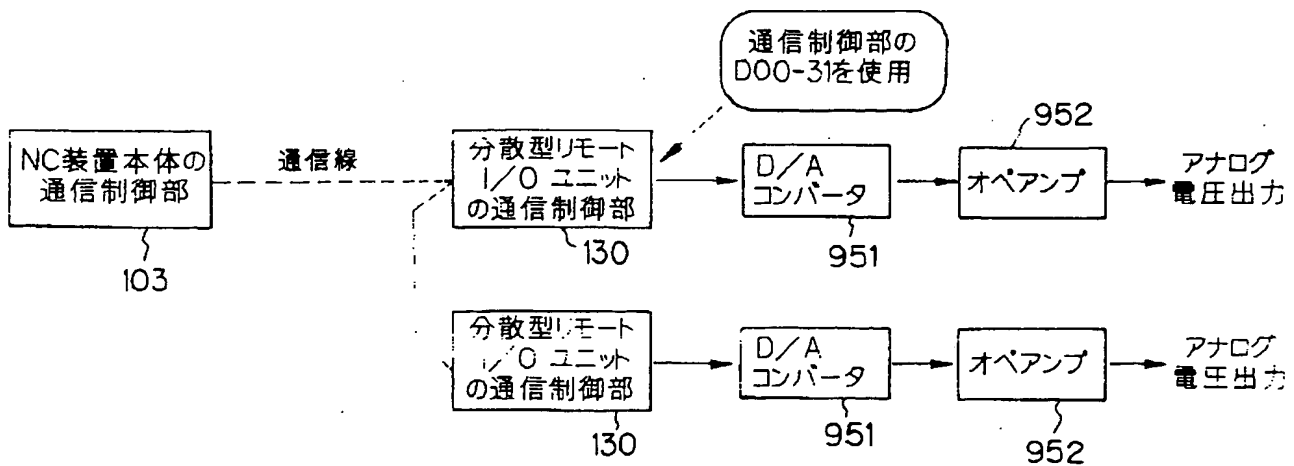 通信制御部の
DO0-31を使用
NC装置本体の
通信制御部
103
通信線
分散型リモート
I/O ユニット
の通信制御部
130
D/A
コンバータ
951
952
オペアンプ
アナログ
電圧出力
分散型リモート
I/O ユニット
の通信制御部
130
D/A
コンバータ
951
オペアンプ
952
アナログ
電圧出力